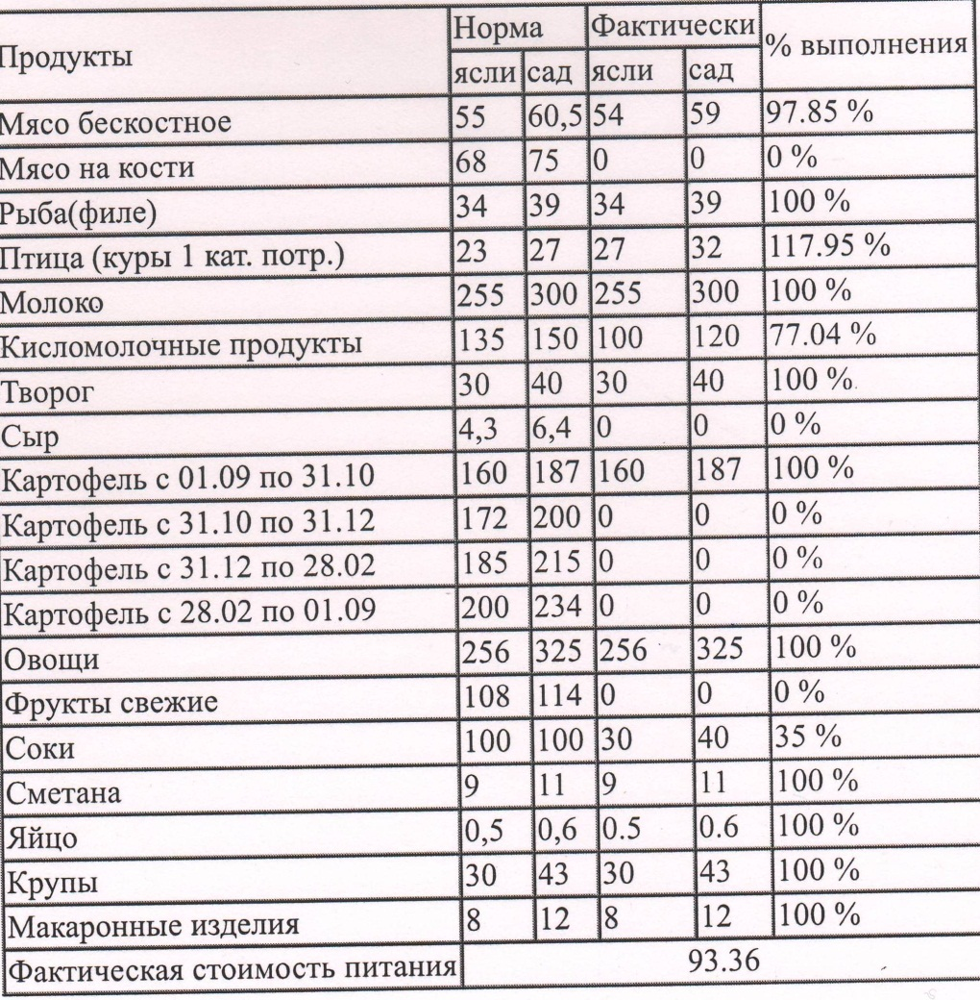 Продукты Норма Фактически % выполнения
ясли сад ясли сад
Мясо бескостное 55 60,5 54 59 97.85 %
Мясо на кости 68 75 0 0 0 %
Рыба(филе) 34 39 34 39 100 %
Птица (куры 1 кат. потр.) 23 27 27 32 117.95 %
Молоко 255 300 255 300 100 %
Кисломолочные продукты 135 150 100 120 77.04 %
Творог 30 40 30 40 100 %
Сыр 4,3 6,4 0 0 0 %
Картофель с 01.09 по 31.10 160 187 160 187 100 %
Картофель с 31.10 по 31.12 172 200 0 0 0 %
Картофель с 31.12 по 28.02 185 215 0 0 0 %
Картофель с 28.02 по 01.09 200 234 0 0 0 %
Овощи 256 325 256 325 100 %
Фрукты свежие 108 114 0 0 0 %
Соки 100 100 30 40 35 %
Сметана 9 11 9 11 100 %
Яйцо 0,5 0,6 0.5 0.6 100 %
Крупы 30 43 30 43 100 %
Макаронные изделия 8 12 8 12 100 %
Фактическая стоимость питания 93.36